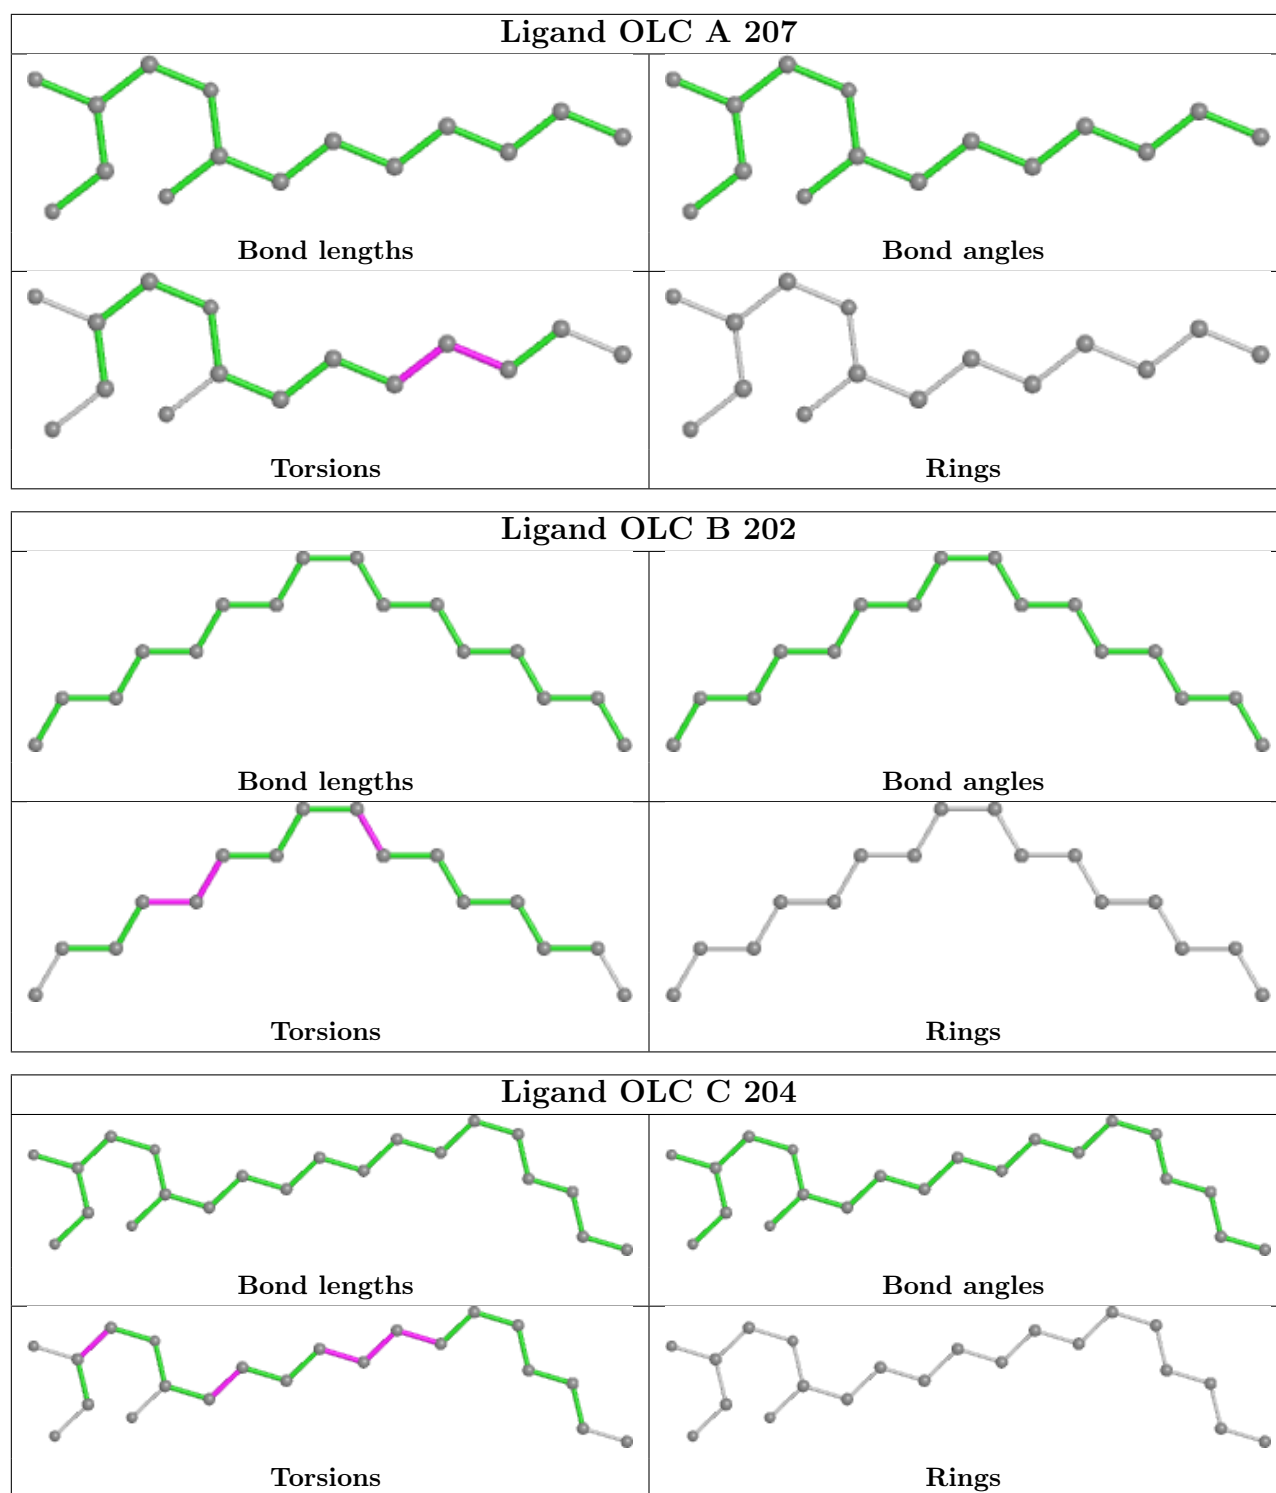 Ligand OLC A 207
Bond lengths
Bond angles
Torsions
Rings
Ligand OLC B 202
Bond lengths
Bond angles
Torsions
Rings
Ligand OLC C 204
Bond lengths
Bond angles
Torsions
Rings